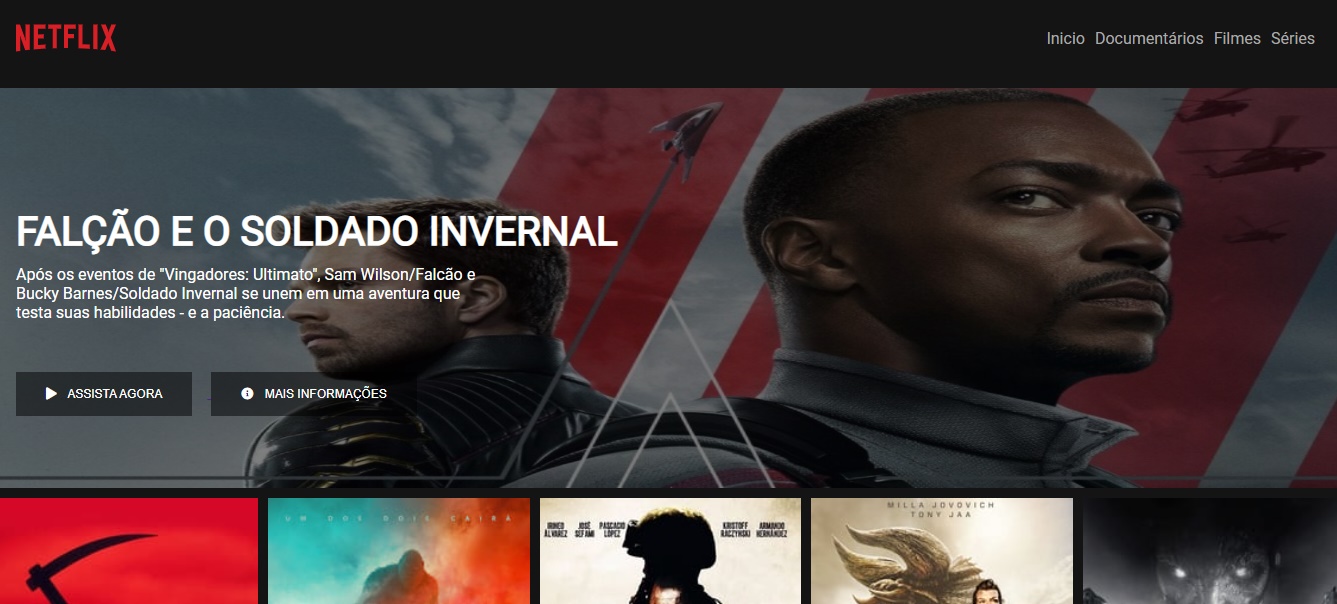 NETFLIX
Inicio Documentários Filmes Séries
FALÇÃO E O SOLDADO INVERNAL
Após os eventos de "Vingadores: Ultimato", Sam Wilson/Falcão e
Bucky Barnes/Soldado Invernal se unem em uma aventura que
testa suas habilidades - e a paciência.
ASSISTA AGORA
MAIS INFORMAÇÕES
UM DOS DOIS CAIRÁ
IRINEO ÁLVAREZ
JOSÉ SEFAMI
PASCACIO LÓPEZ
KRISTOFF RACZYNSKI
ARMANDO HERNÁNDEZ
MILLA JOVOVICH
TONY JAA